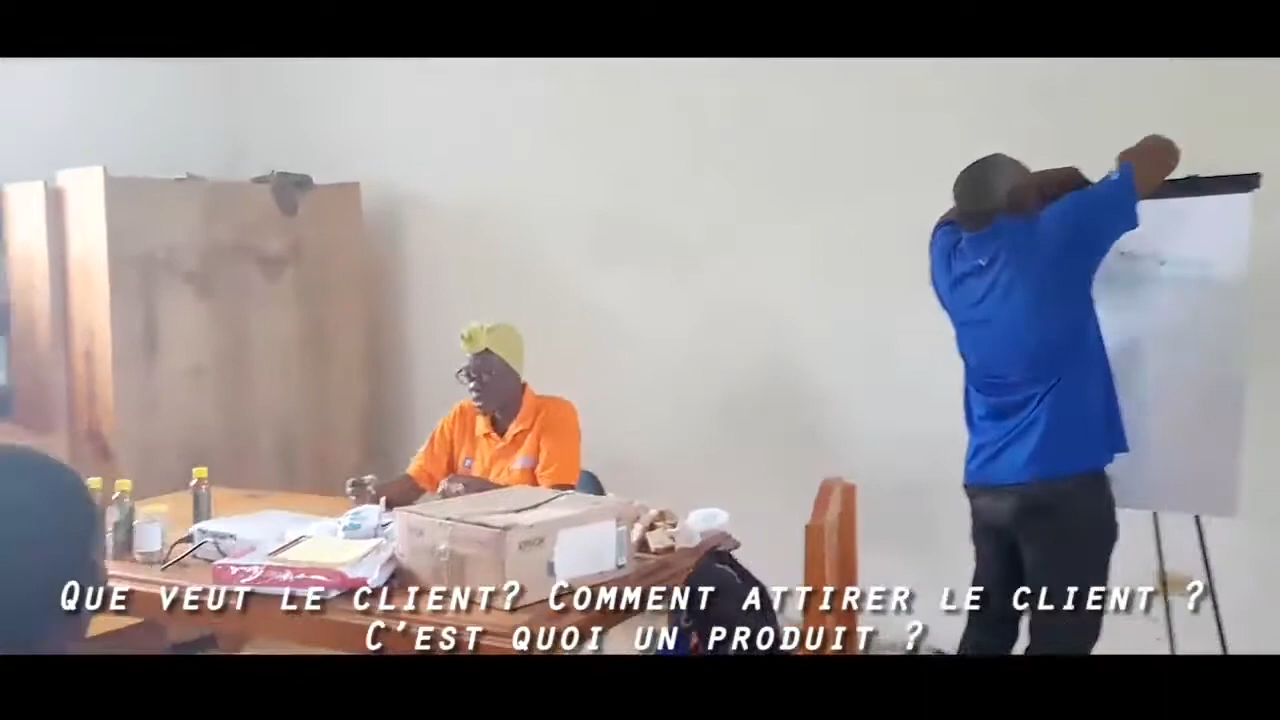 Que veut le client? Comment attirer le client ?
C'est quoi un produit ?